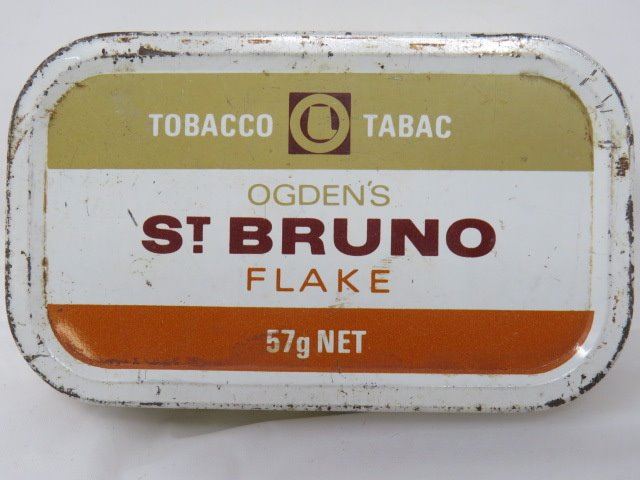 TOBACCO TABAC
OGDEN'S
ST BRUNO
FLAKE
57g NET